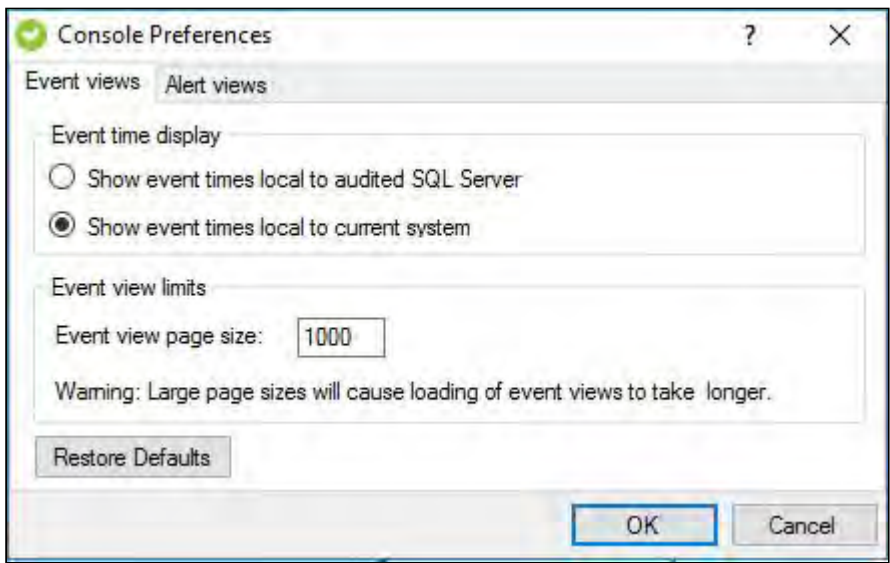 Console Preferences
?
Event views Alert views
Event time display
Show event times local to audited SQL Server
Show event times local to current system
Event view limits
Event view page size: 1000
Warning: Large page sizes will cause loading of event views to take longer.
Restore Defaults
OK Cancel